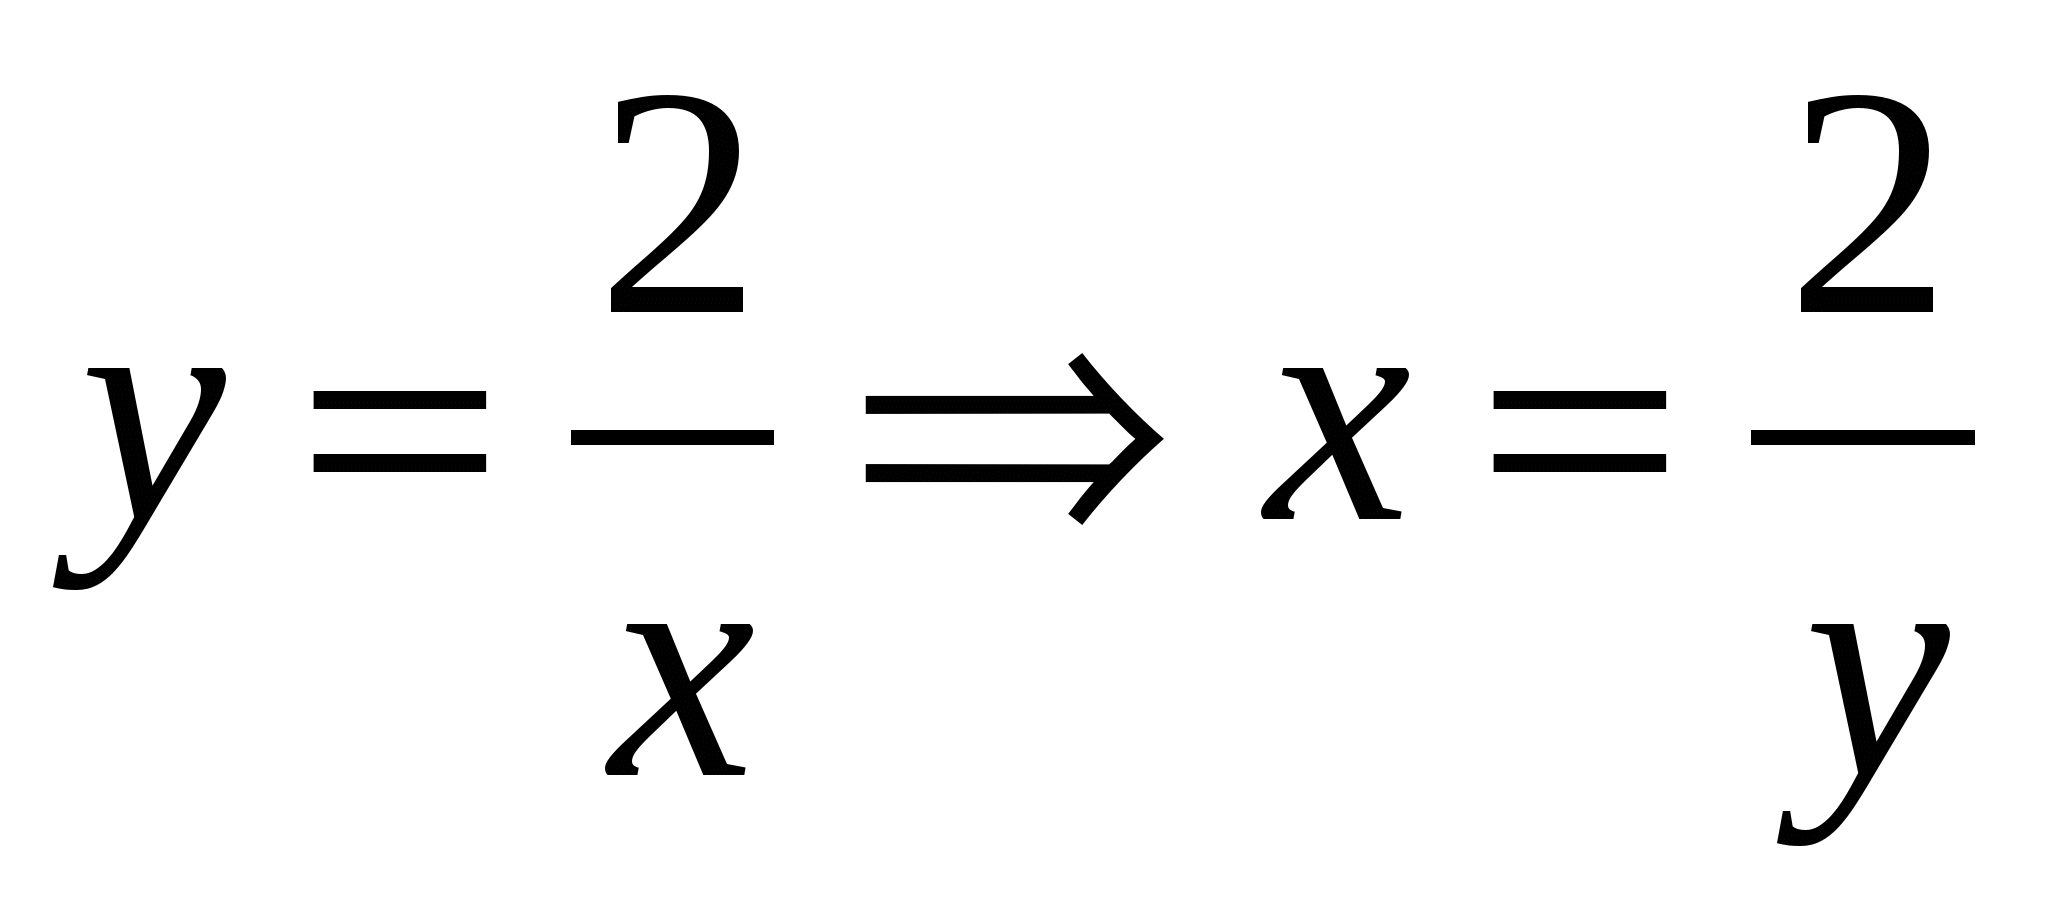 y = 2/x ⇒ x = 2/y